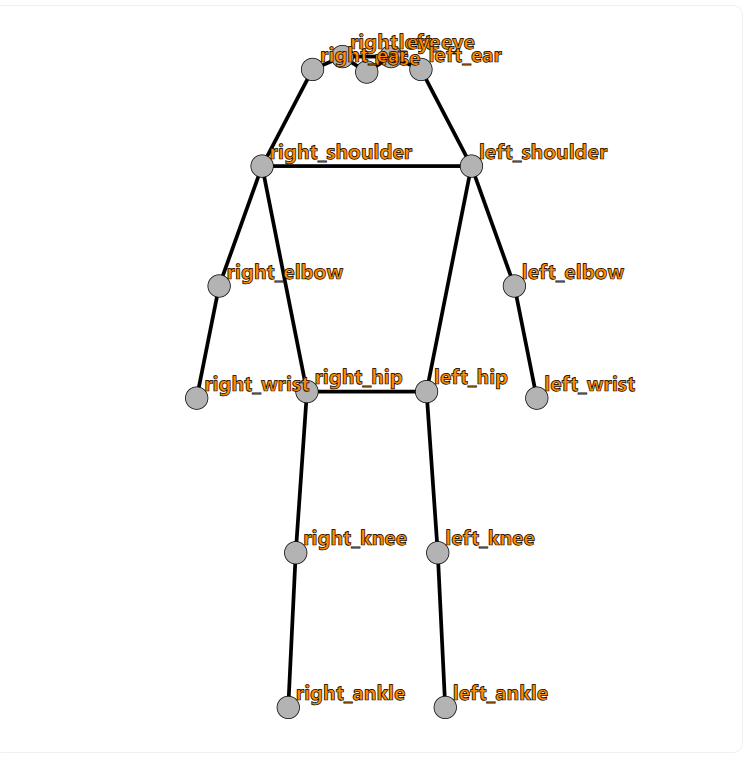 right_ear
left_ear
right_shoulder
left_shoulder
right_elbow
left_elbow
right_hip
left_hip
right_wrist
left_wrist
right_knee
left_knee
right_ankle
left_ankle